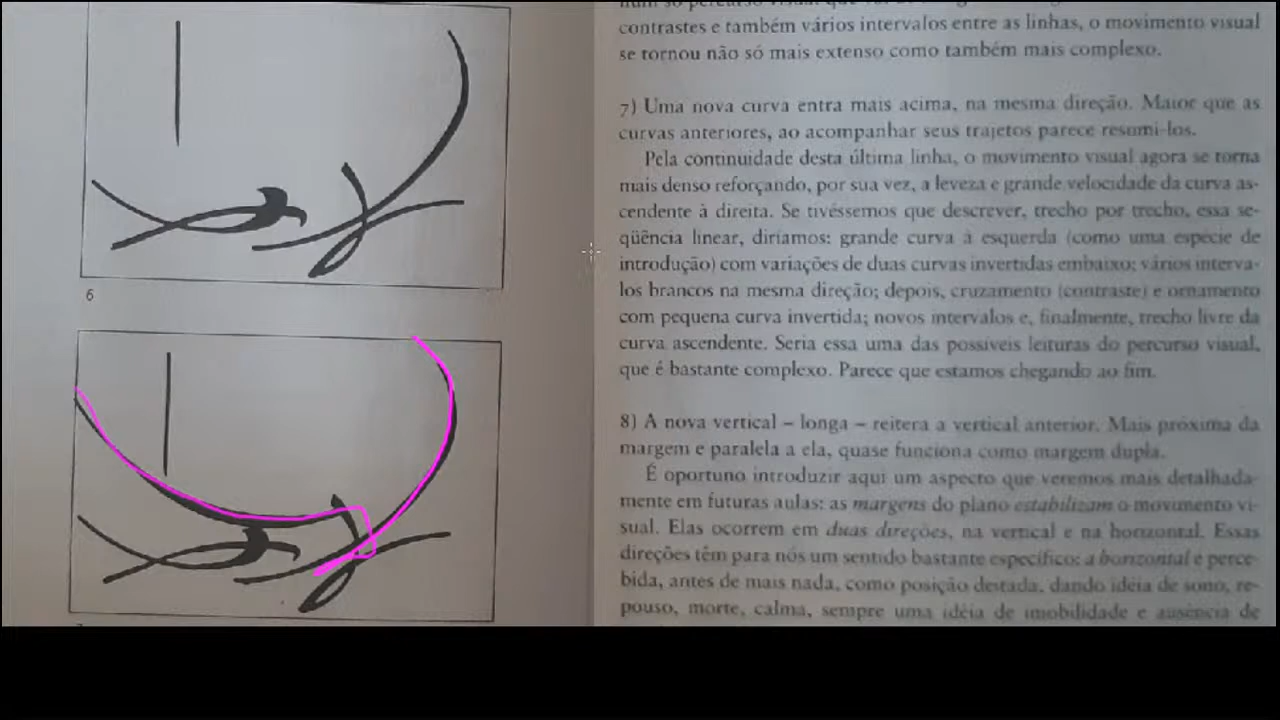 6
contrastes e também vários intervalos entre as linhas, o movimento visual
se tornou não só mais extenso como também mais complexo.
7) Uma nova curva entra mais acima, na mesma direção. Maior que as
curvas anteriores, ao acompanhar seus trajetos parece resumi-los.
Pela continuidade desta última linha, o movimento visual agora se torna
mais denso reforçando, por sua vez, a leveza e grande velocidade da curva as-
cendente à direita. Se tivéssemos que descrever, trecho por trecho, essa se-
qüência linear, diríamos: grande curva à esquerda (como uma espécie de
introdução) com variações de duas curvas invertidas embaixo; vários interva-
los brancos na mesma direção; depois, cruzamento (contraste) e ornamento
com pequena curva invertida; novos intervalos e, finalmente, trecho livre da
curva ascendente. Seria essa uma das possíveis leituras do percurso visual,
que é bastante complexo. Parece que estamos chegando ao fim.
8) A nova vertical – longa – reitera a vertical anterior. Mais próxima da
margem e paralela a ela, quase funciona como margem dupla.
É oportuno introduzir aqui um aspecto que veremos mais detalhada-
mente em futuras aulas: as margens do plano estabilizam o movimento vi-
sual. Elas ocorrem em duas direções, na vertical e na horizontal. Essas
direções têm para nós um sentido bastante específico: a horizontal é perce-
bida, antes de mais nada, como posição deitada, dando idéia de sono, re-
pouso, morte, calma, sempre uma idéia de imobilidade e ausência de